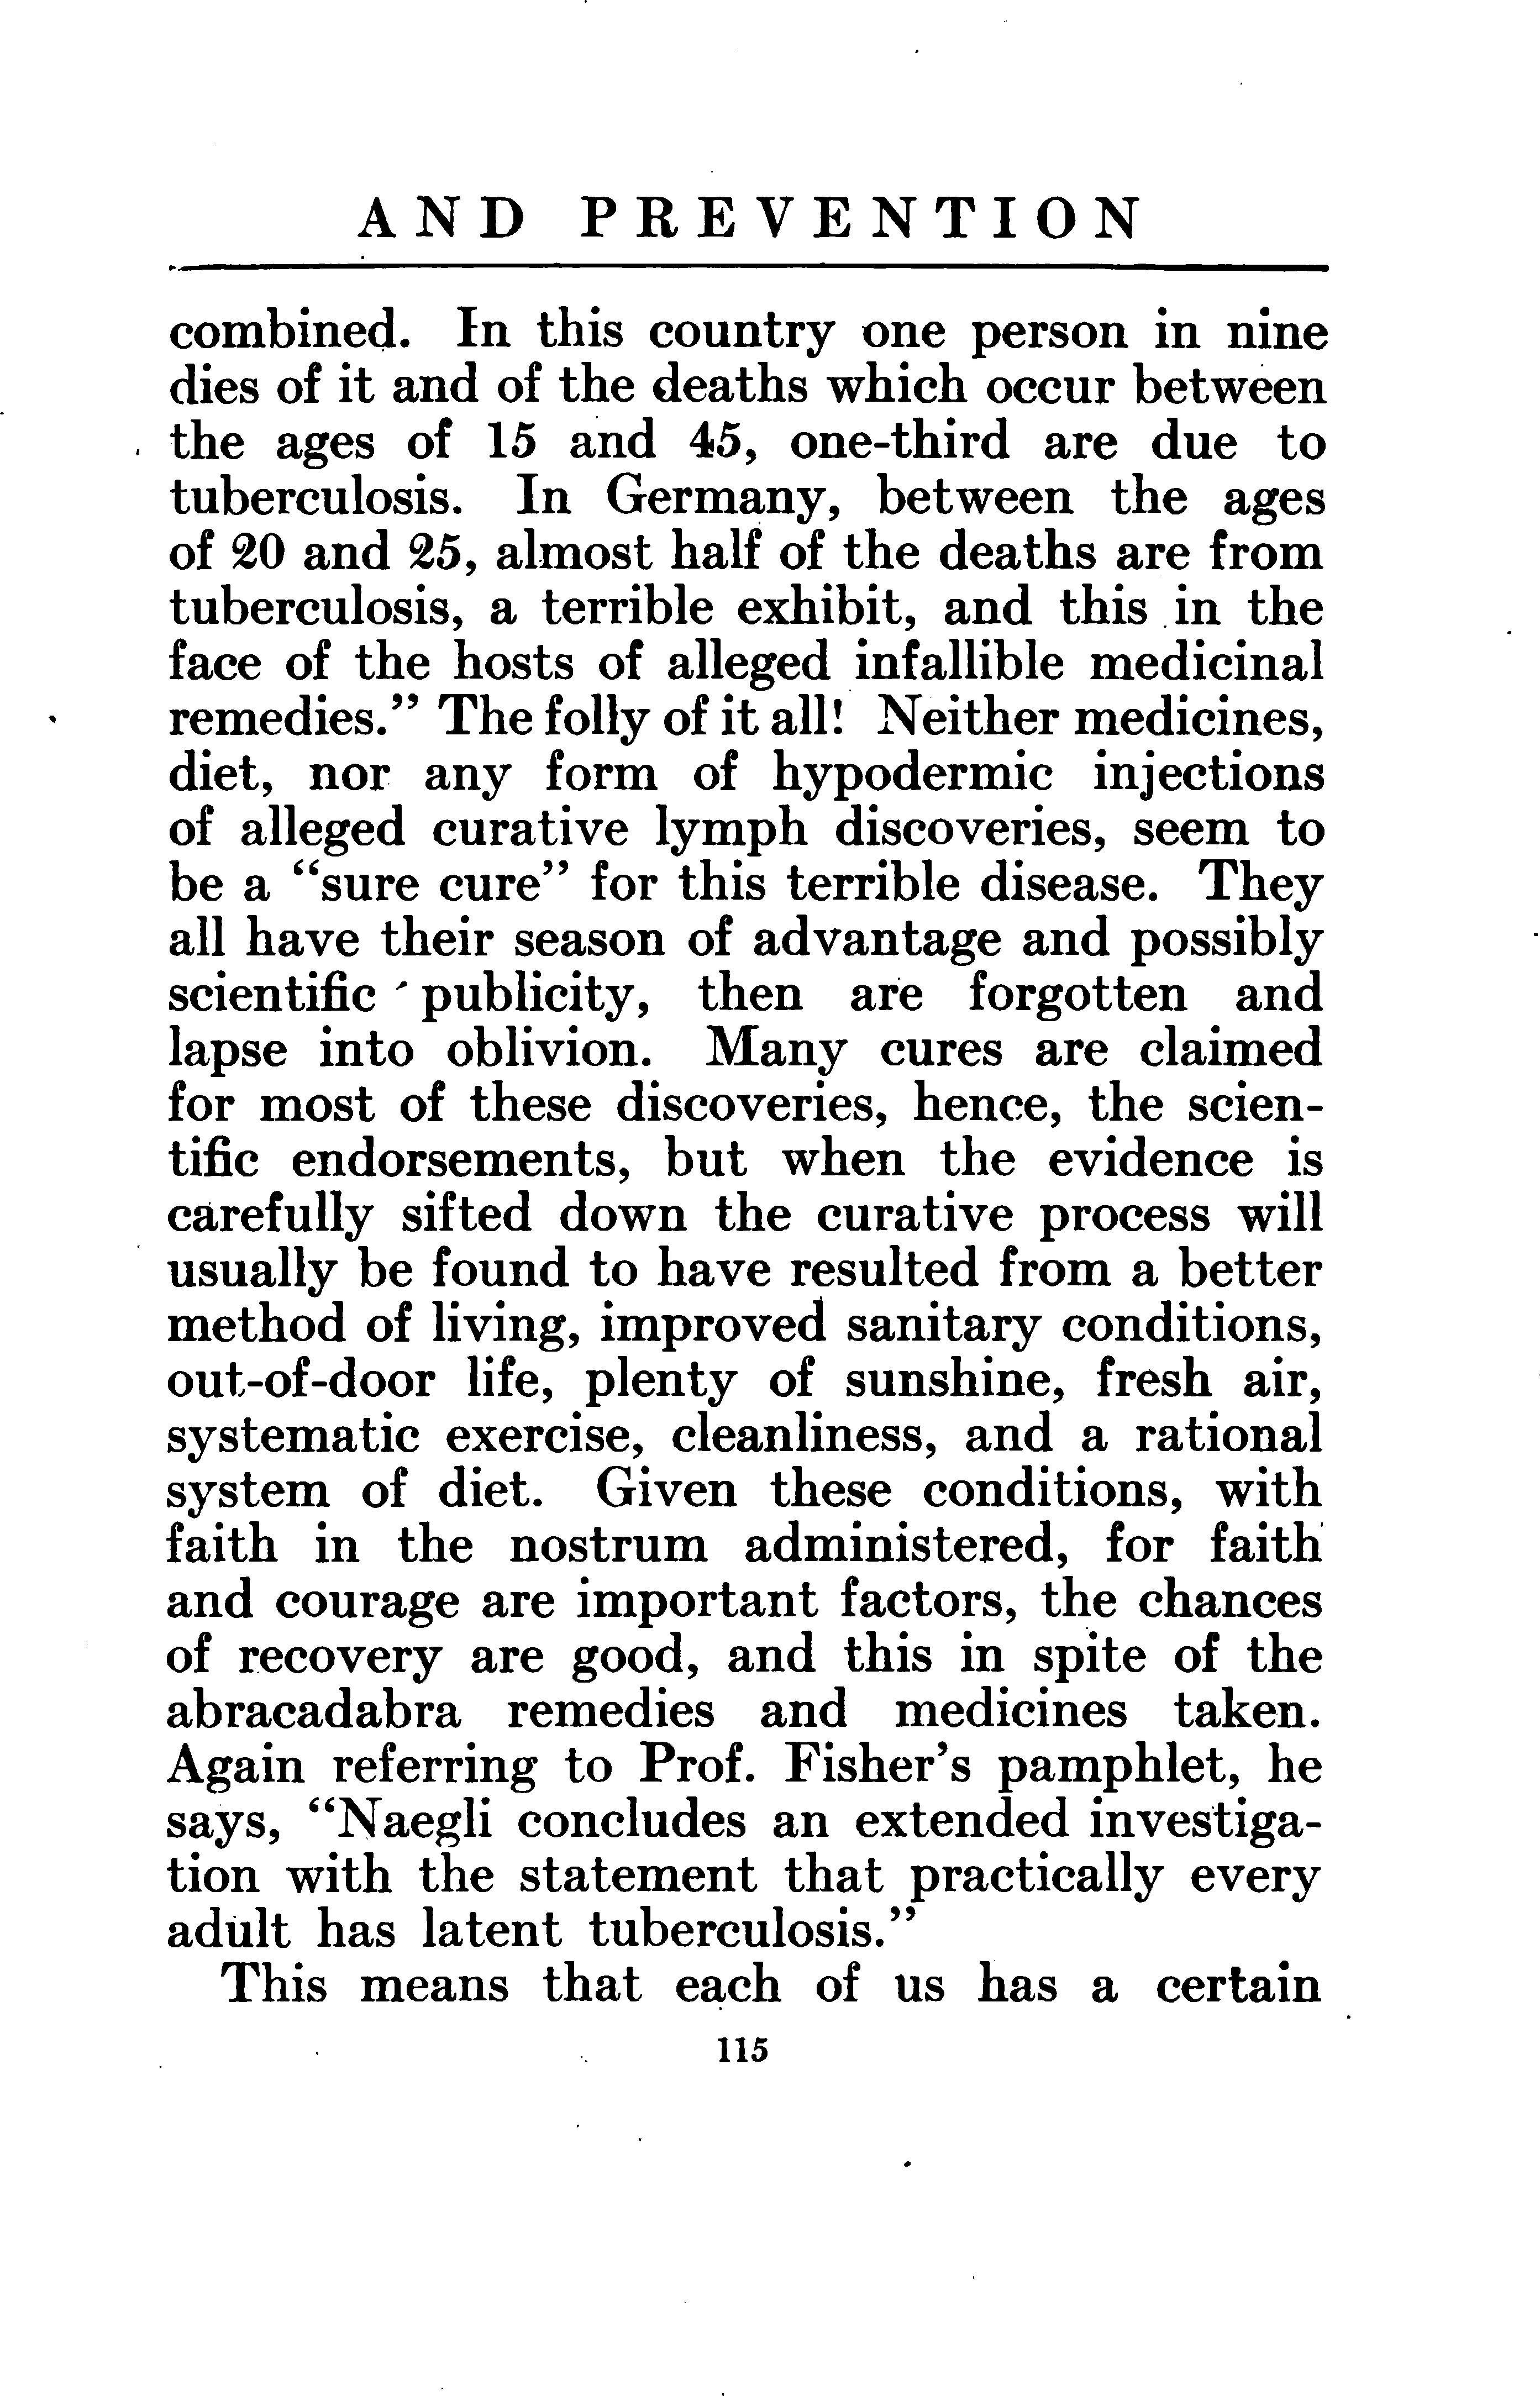 AND PREVENTION
combined. In this country one person in nine
dies of it and of the deaths which occur between
the ages of 15 and 45, one-third are due to
tuberculosis. In Germany, between the ages
of 20 and 25, almost half of the deaths are from
tuberculosis, a terrible exhibit, and this in the
face of the hosts of alleged infallible medicinal
remedies.” The folly of it all! Neither medicines,
diet, nor any form of hypodermic injections
of alleged curative lymph discoveries, seem to
be a “sure cure” for this terrible disease. They
all have their season of advantage and possibly
scientific publicity, then are forgotten and
lapse into oblivion. Many cures are claimed
for most of these discoveries, hence, the scien-
tific endorsements, but when the evidence is
carefully sifted down the curative process will
usually be found to have resulted from a better
method of living, improved sanitary conditions,
out-of-door life, plenty of sunshine, fresh air,
systematic exercise, cleanliness, and a rational
system of diet. Given these conditions, with
faith in the nostrum administered, for faith
and courage are important factors, the chances
of recovery are good, and this in spite of the
abracadabra remedies and medicines taken.
Again referring to Prof. Fisher’s pamphlet, he
says, “Naegli concludes an extended investiga-
tion with the statement that practically every
adult has latent tuberculosis.”
This means that each of us has a certain
115